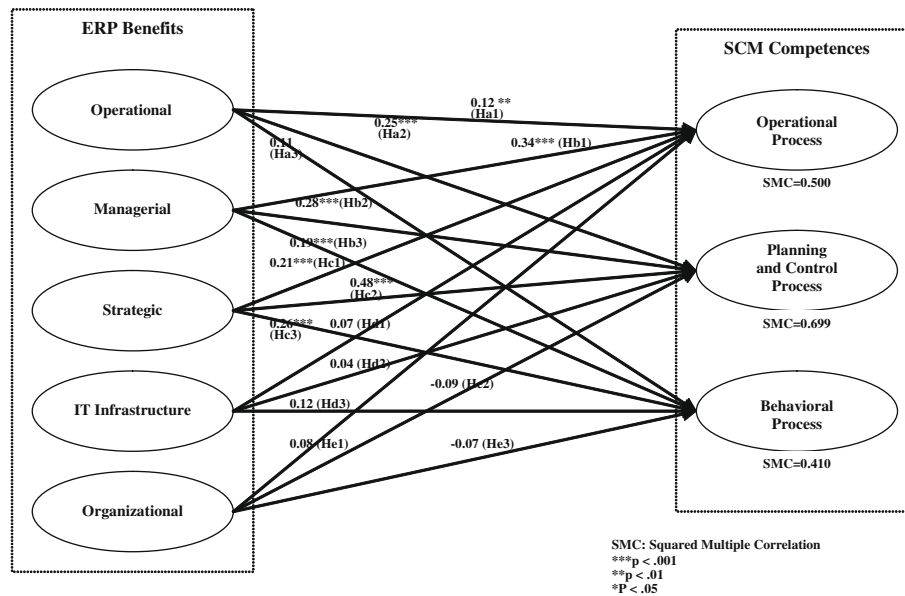 ERP Benefits
SCM Competences
Operational
Managerial
Strategic
IT Infrastructure
Organizational
0.12 **
(Ha1)
0.25***
(Ha2)
0.11
(Ha3)
0.34*** (Hb1)
0.28***(Hb2)
0.19***(Hb3)
0.21***(Hc1)
0.48***
(Hc2)
0.26***
(Hc3)
0.07 (Hd1)
0.04 (Hd2)
0.12 (Hd3)
0.08 (He1)
-0.09 (He2)
-0.07 (He3)
Operational
Process
SMC=0.500
Planning
and Control
Process
SMC=0.699
Behavioral
Process
SMC=0.410
SMC: Squared Multiple Correlation
***p < .001
**p < .01
*P < .05